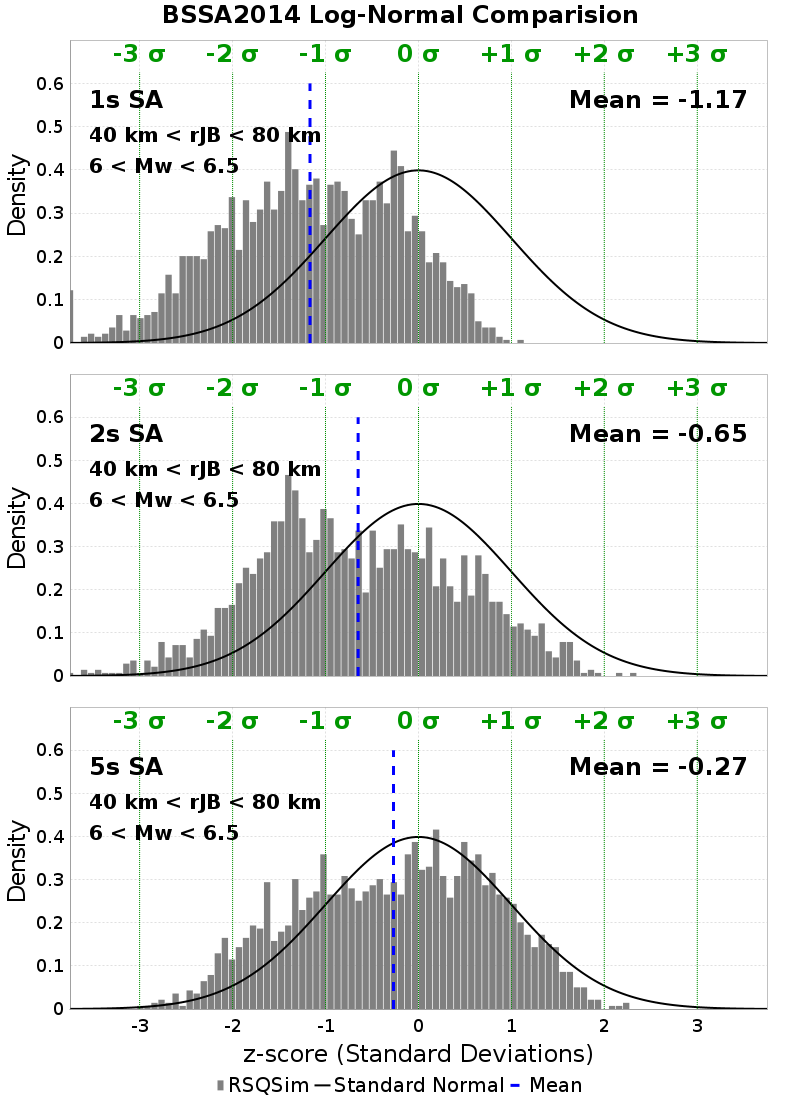 BSSA2014 Log-Normal Comparision
-3 σ -2 σ -1 σ 0 σ +1 σ +2 σ +3 σ
1s SA Mean = -1.17
40 km < rJB < 80 km
6 < Mw < 6.5
0.6
0.5
0.4
0.3
0.2
0.1
0
Density
-3 σ -2 σ -1 σ 0 σ +1 σ +2 σ +3 σ
2s SA Mean = -0.65
40 km < rJB < 80 km
6 < Mw < 6.5
0.6
0.5
0.4
0.3
0.2
0.1
0
Density
-3 σ -2 σ -1 σ 0 σ +1 σ +2 σ +3 σ
5s SA Mean = -0.27
40 km < rJB < 80 km
6 < Mw < 6.5
0.6
0.5
0.4
0.3
0.2
0.1
0
Density
-3 -2 -1 0 1 2 3
z-score (Standard Deviations)
RSQSim Standard Normal Mean